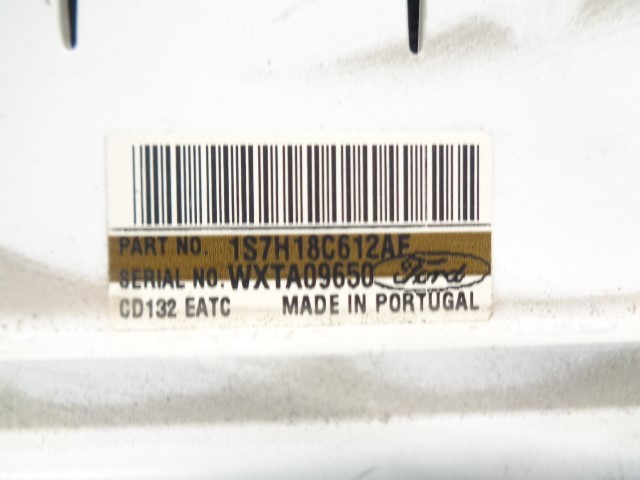 PART NO. 1S7H18C612AE
SERIAL NO. WXTA09650 Ford
CD132 EATC MADE IN PORTUGAL